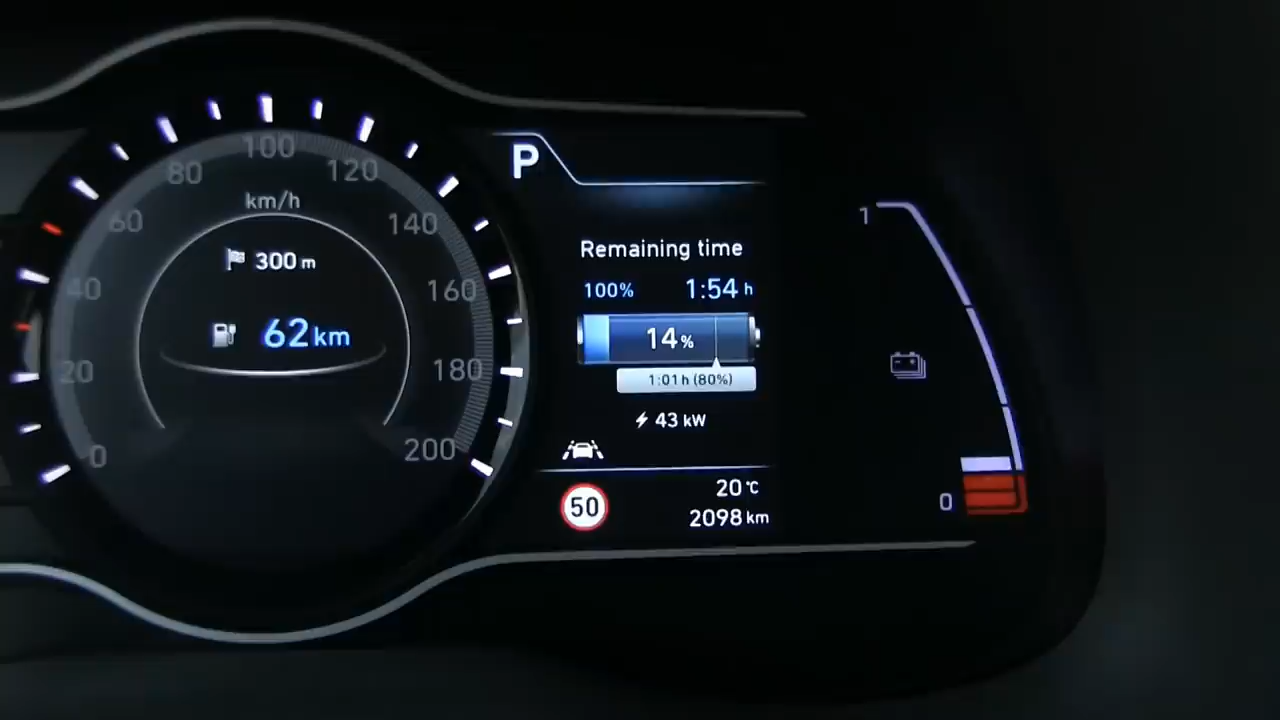 0
20
40
60
80
100
120
140
160
180
200
km/h
300 m
62 km
P
Remaining time
100% 1:54 h
14 %
1:01 h (80%)
43 kW
50
20 °C
2098 km
1
0